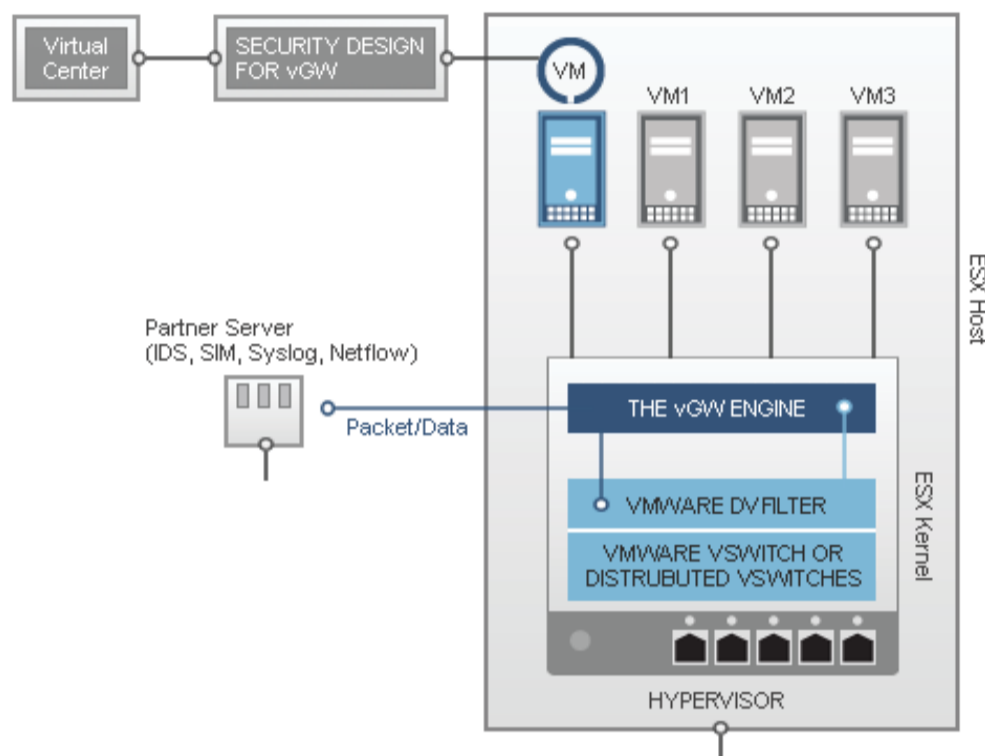 Virtual
Center
SECURITY DESIGN
FOR vGW
VM
VM1
VM2
VM3
ESX Host
Partner Server
(IDS, SIM, Syslog, Netflow)
Packet/Data
THE vGW ENGINE
VMWARE DVFILTER
VMWARE VSWITCH OR
DISTRUBUTED VSWITCHES
ESX Kernel
HYPERVISOR